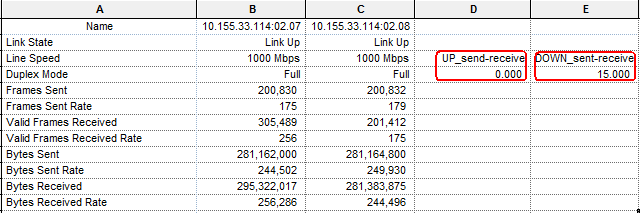 A B C D E
Name 10.155.33.114:02.07 10.155.33.114:02.08
Link State Link Up Link Up
Line Speed 1000 Mbps 1000 Mbps UP_send-receive DOWN_sent-receive
Duplex Mode Full Full 0.000 15.000
Frames Sent 200,830 200,832
Frames Sent Rate 175 179
Valid Frames Received 305,489 201,412
Valid Frames Received Rate 256 175
Bytes Sent 281,162,000 281,164,800
Bytes Sent Rate 244,502 249,930
Bytes Received 295,322,017 281,383,875
Bytes Received Rate 256,286 244,496